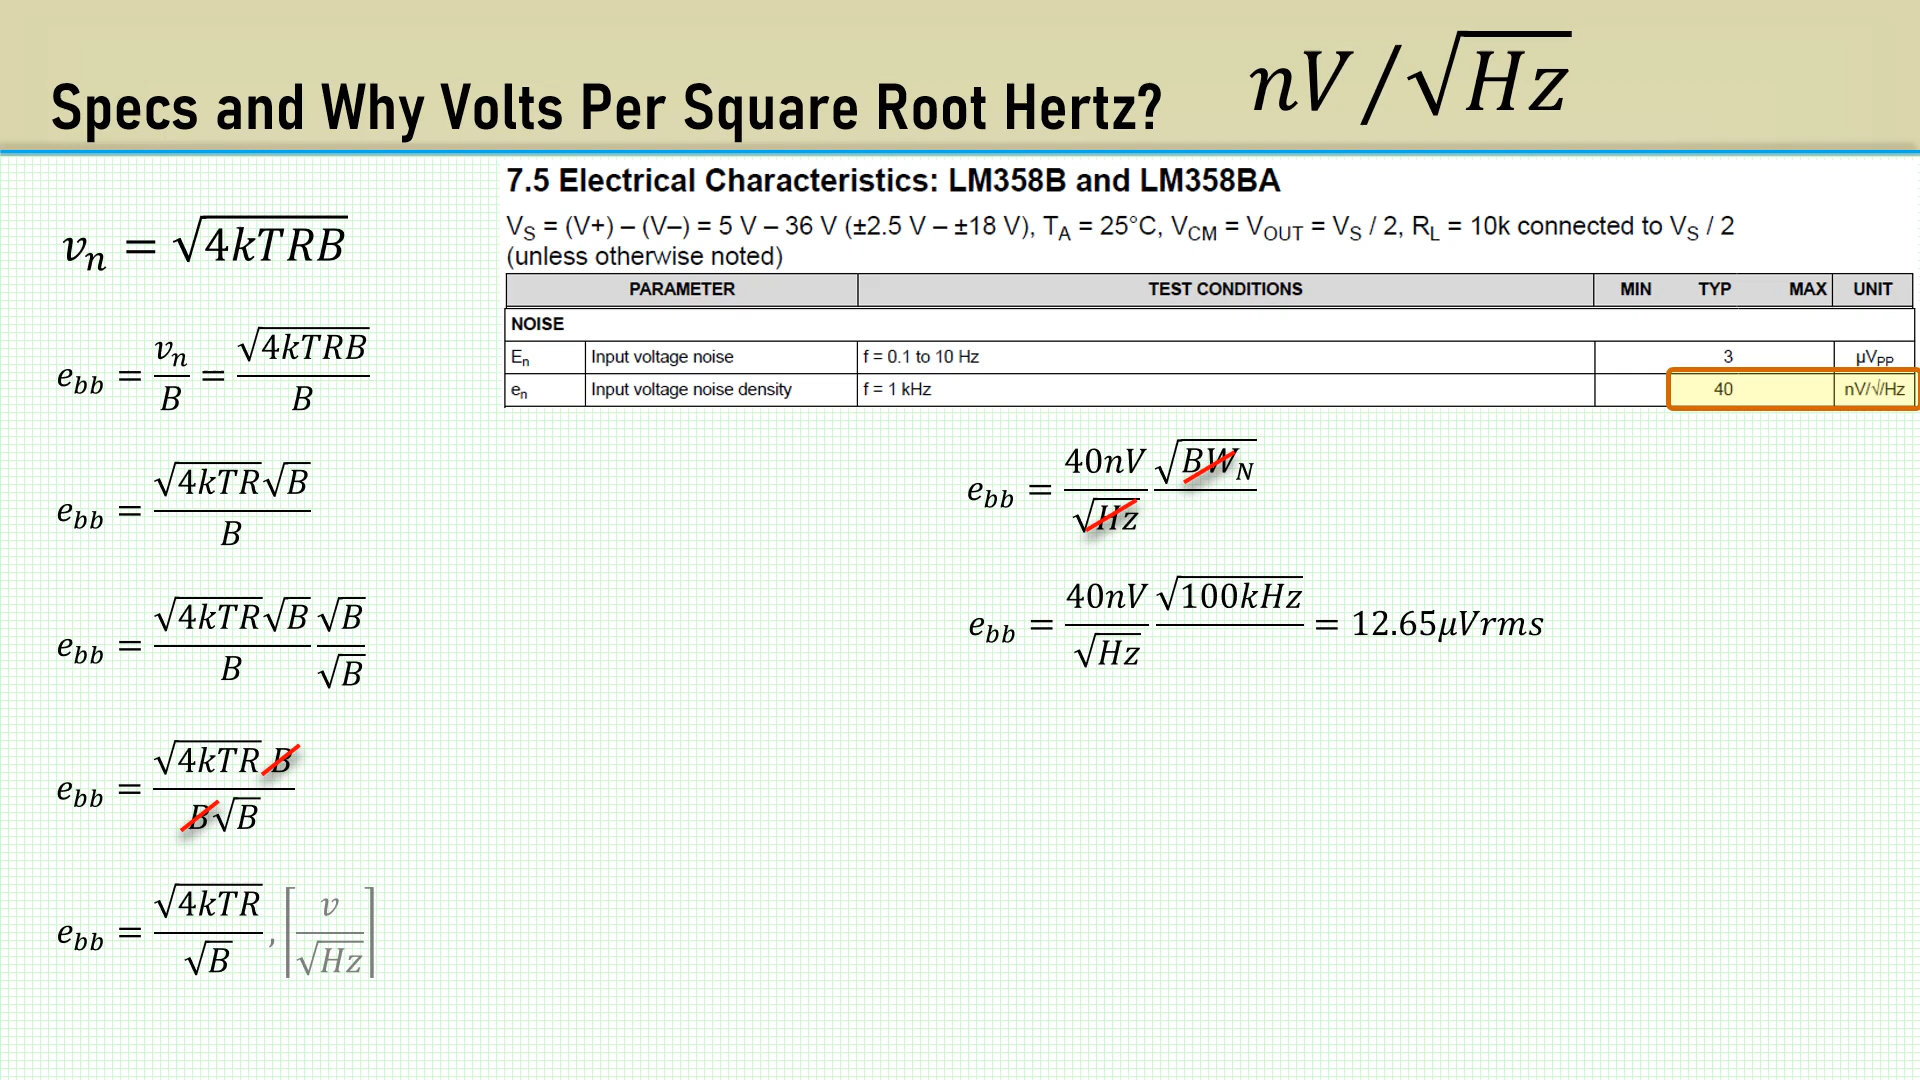 Specs and Why Volts Per Square Root Hertz? nV/√Hz
7.5 Electrical Characteristics: LM358B and LM358BA
V_S = (V+) – (V–) = 5 V – 36 V (±2.5 V – ±18 V), T_A = 25°C, V_CM = V_OUT = V_S / 2, R_L = 10k connected to V_S / 2
(unless otherwise noted)
PARAMETER TEST CONDITIONS MIN TYP MAX UNIT
NOISE
E_n Input voltage noise f = 0.1 to 10 Hz 3 µV_PP
e_n Input voltage noise density f = 1 kHz 40 nV/√/Hz
v_n = √(4kTRB)
e_bb = v_n/B = √(4kTRB)/B
e_bb = √(4kTR)√B/B
e_bb = √(4kTR)√B/B √B/√B
e_bb = √(4kTR) B/B√B
e_bb = √(4kTR)/√B, [v/√Hz]
e_bb = 40nV/√Hz √(BW_N)
e_bb = 40nV/√Hz √(100kHz) = 12.65µVrms